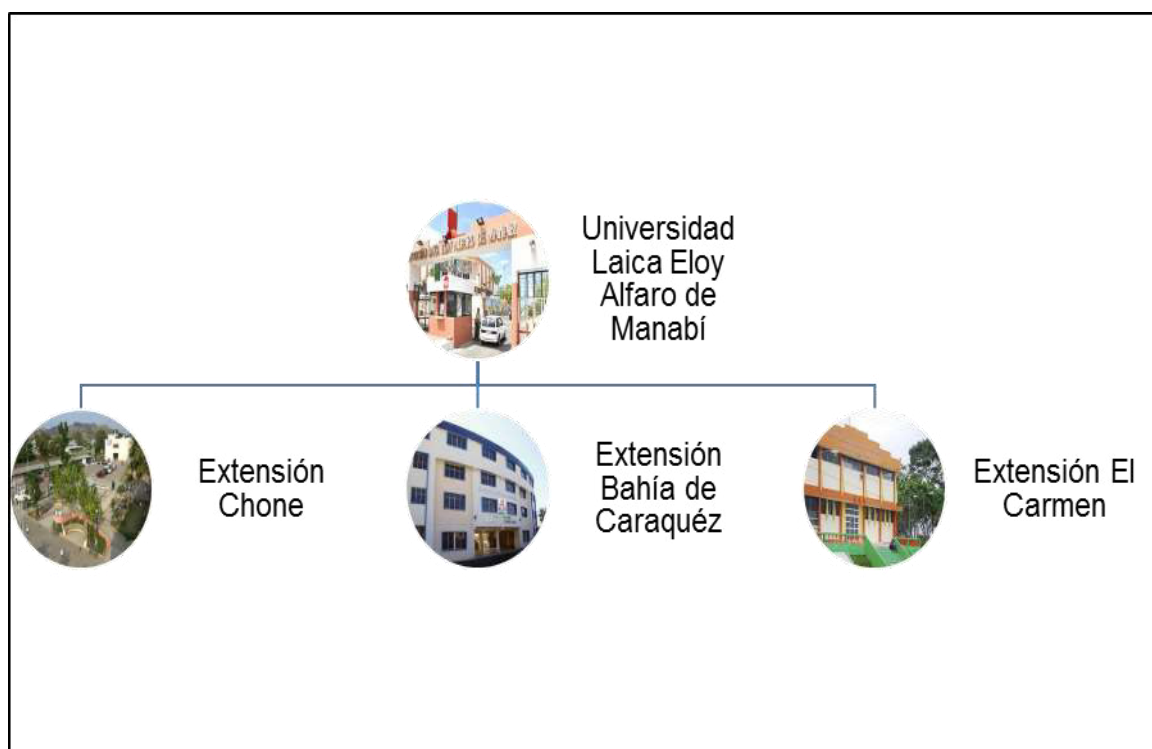 Universidad
Laica Eloy
Alfaro de
Manabí
Extensión
Chone
Extensión
Bahía de
Caraquéz
Extensión El
Carmen